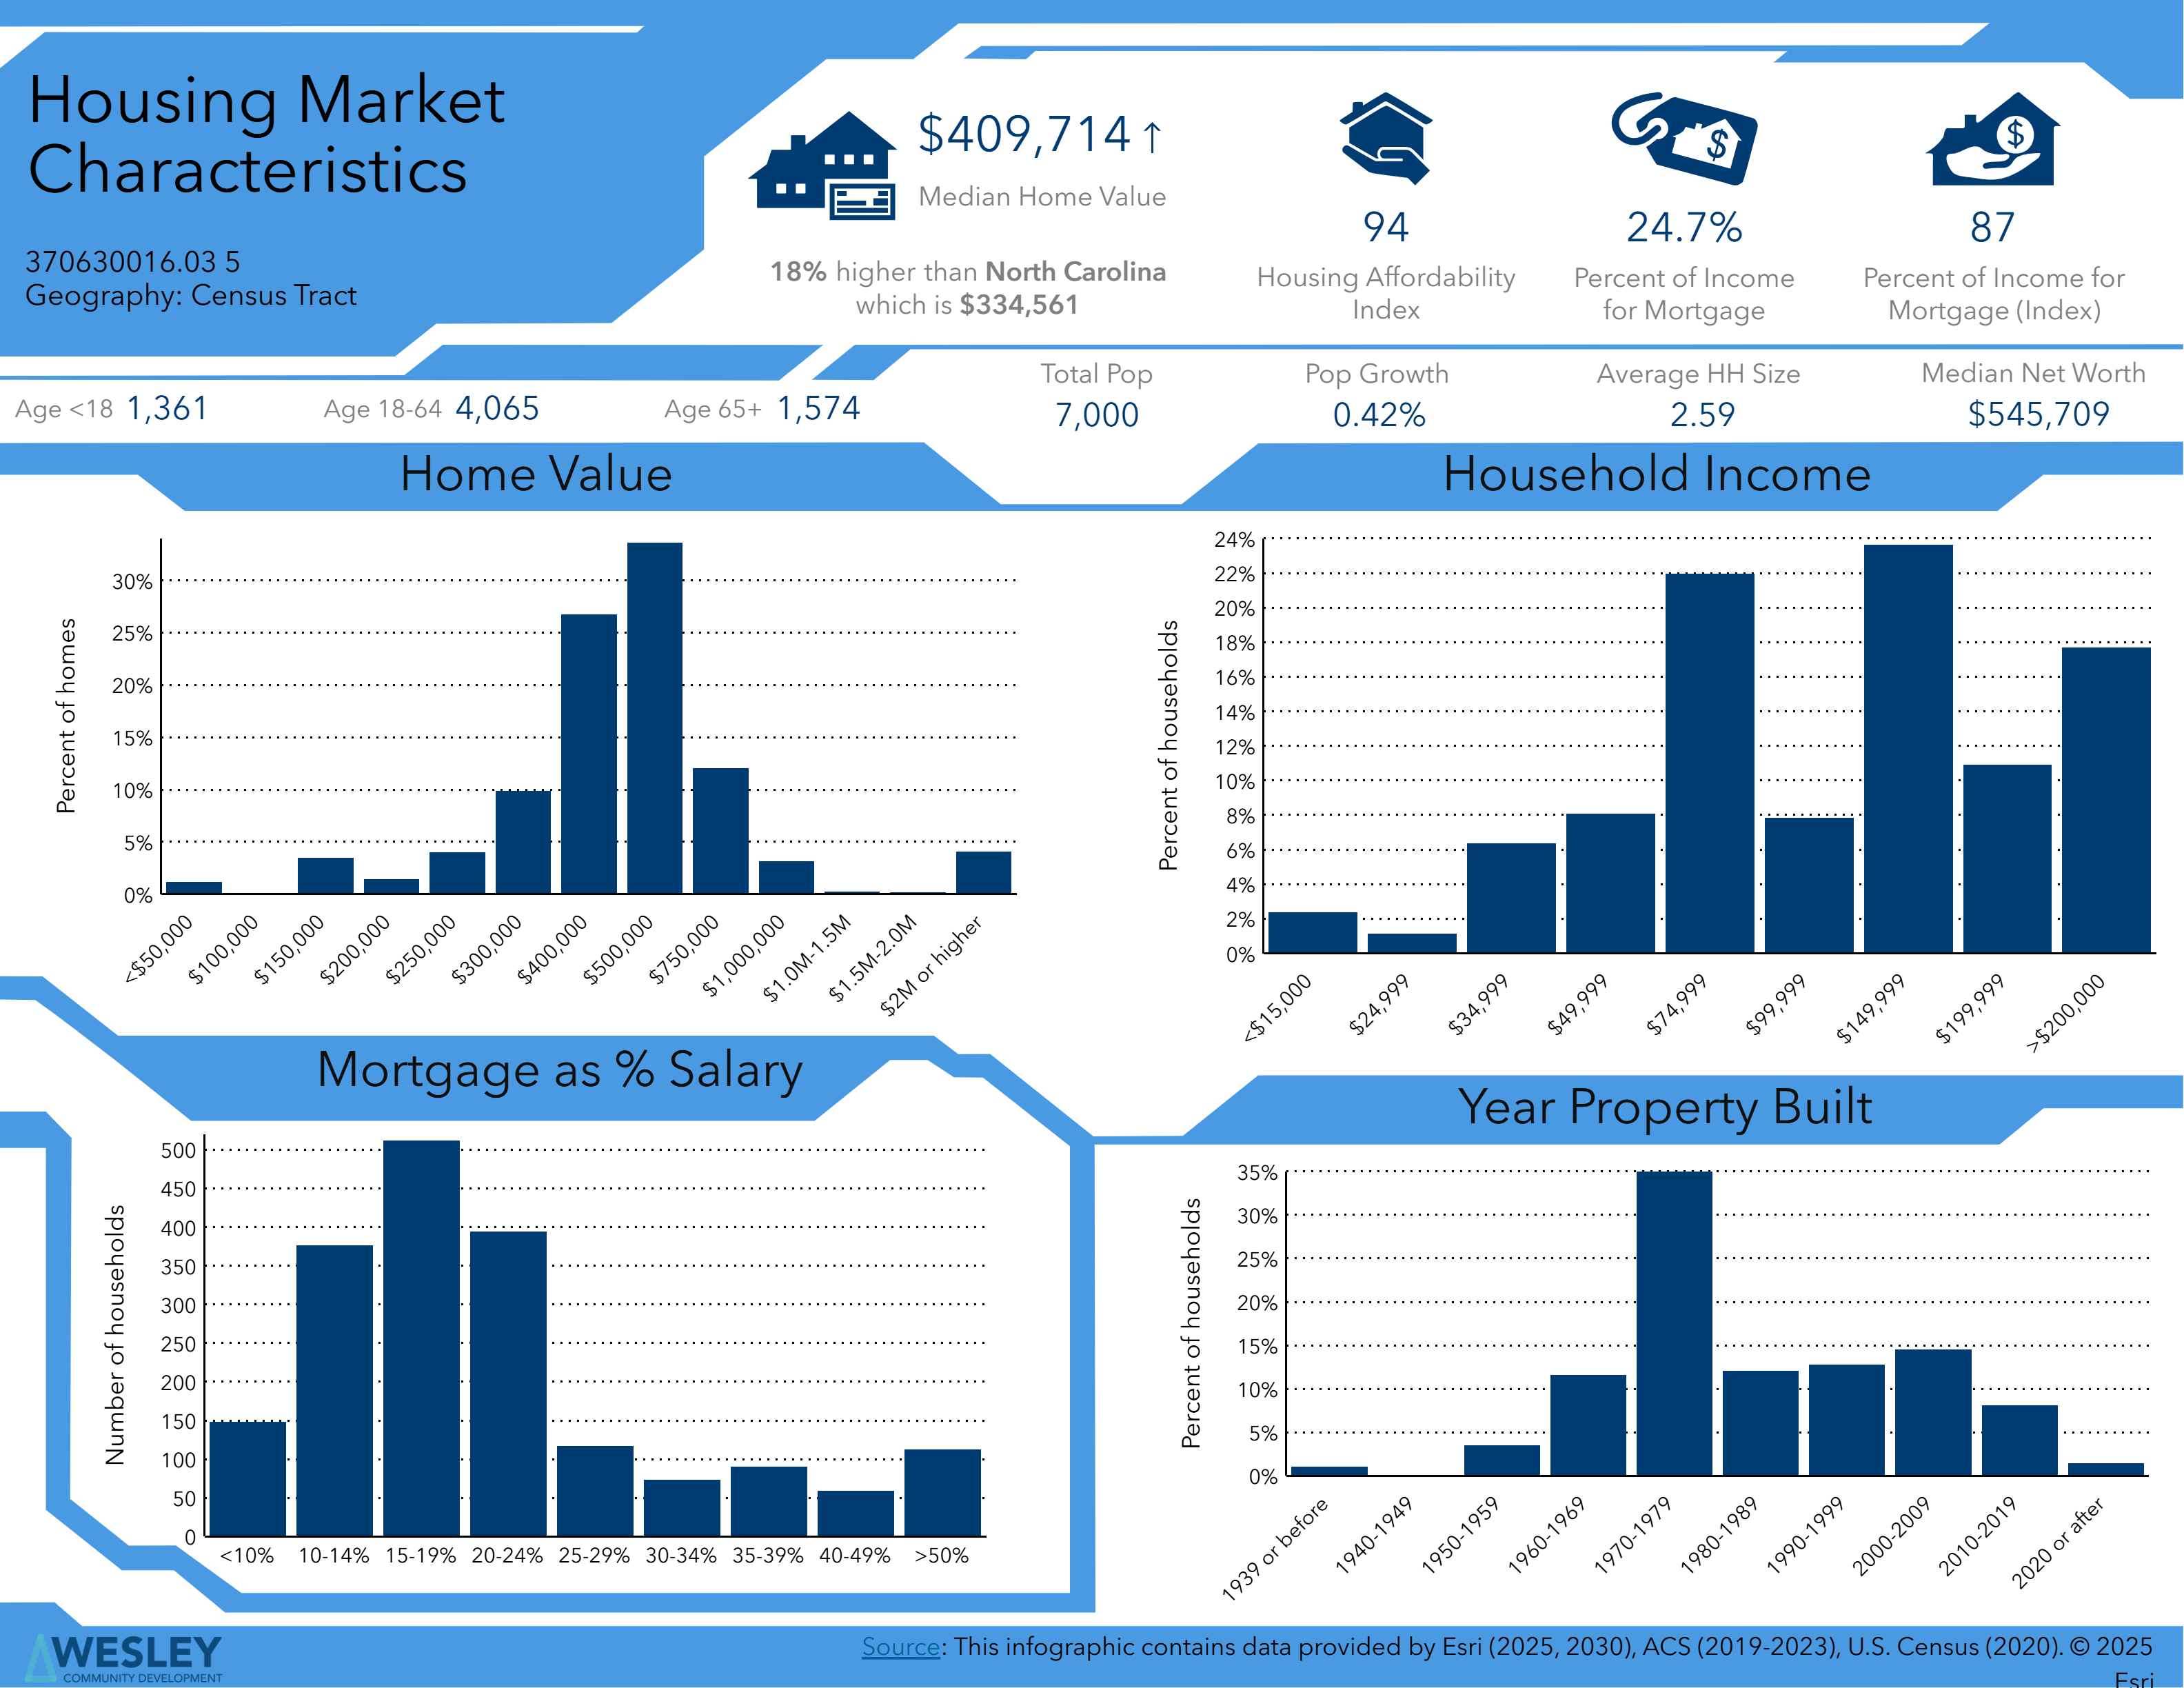 Housing Market
Characteristics
370630016.03 5
Geography: Census Tract
$409,714 ↑
Median Home Value
18% higher than North Carolina
which is $334,561
94
Housing Affordability
Index
24.7%
Percent of Income
for Mortgage
87
Percent of Income for
Mortgage (Index)
Age <18 1,361
Age 18-64 4,065
Age 65+ 1,574
Total Pop
7,000
Pop Growth
0.42%
Average HH Size
2.59
Median Net Worth
$545,709
Home Value
Percent of homes
30%
25%
20%
15%
10%
5%
0%
<$50,000
$100,000
$150,000
$200,000
$250,000
$300,000
$400,000
$500,000
$750,000
$1,000,000
$1.0M-1.5M
$1.5M-2.0M
$2M or higher
Household Income
Percent of households
24%
22%
20%
18%
16%
14%
12%
10%
8%
6%
4%
2%
0%
<$15,000
$24,999
$34,999
$49,999
$74,999
$99,999
$149,999
$199,999
>$200,000
Mortgage as % Salary
Number of households
500
450
400
350
300
250
200
150
100
50
0
<10%
10-14%
15-19%
20-24%
25-29%
30-34%
35-39%
40-49%
>50%
Year Property Built
Percent of households
35%
30%
25%
20%
15%
10%
5%
0%
1939 or before
1940-1949
1950-1959
1960-1969
1970-1979
1980-1989
1990-1999
2000-2009
2010-2019
2020 or after
WESLEY
COMMUNITY DEVELOPMENT
Source: This infographic contains data provided by Esri (2025, 2030), ACS (2019-2023), U.S. Census (2020). © 2025
Esri